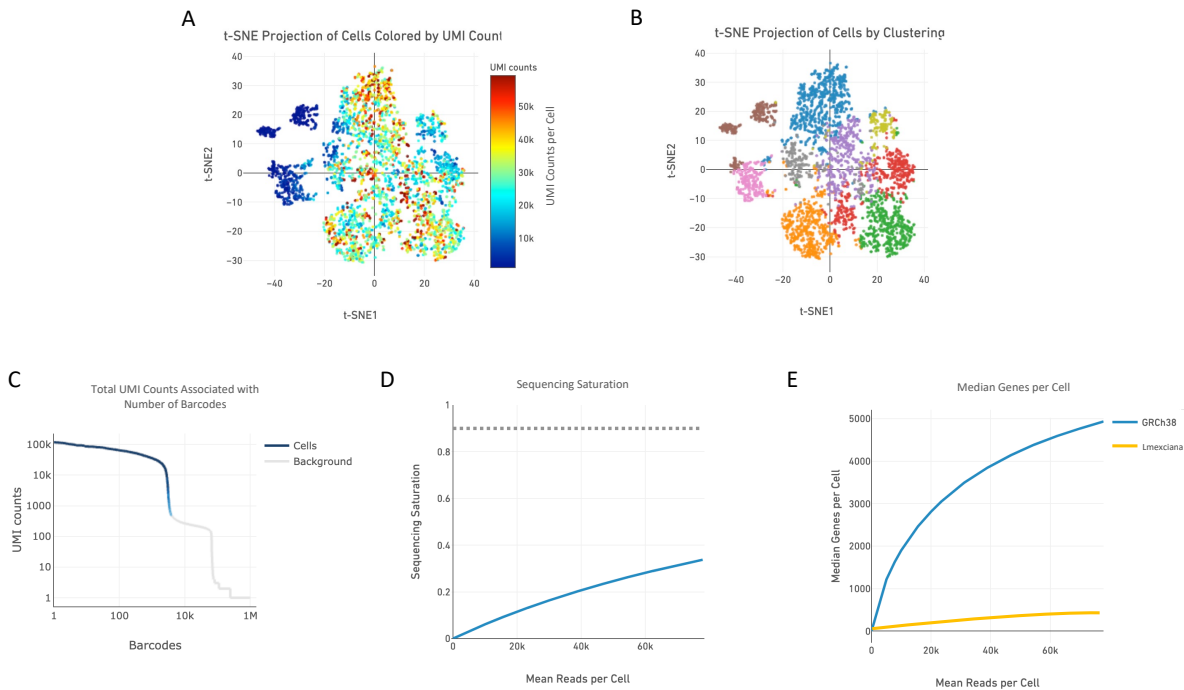 A
t-SNE Projection of Cells Colored by UMI Count
40
30
20
10
0
−10
−20
−30
t-SNE2
−40
−20
0
20
40
t-SNE1
UMI counts
50k
40k
30k
20k
10k
UMI Counts per Cell
B
t-SNE Projection of Cells by Clustering
40
30
20
10
0
−10
−20
−30
t-SNE2
−40
−20
0
20
40
t-SNE1
C
Total UMI Counts Associated with
Number of Barcodes
100k
10k
1000
100
10
1
UMI counts
1
100
10k
1M
Barcodes
Cells
Background
D
Sequencing Saturation
1
0.8
0.6
0.4
0.2
0
Sequencing Saturation
0
20k
40k
60k
Mean Reads per Cell
E
Median Genes per Cell
5000
4000
3000
2000
1000
0
Median Genes per Cell
0
20k
40k
60k
Mean Reads per Cell
GRCh38
Lmexciana